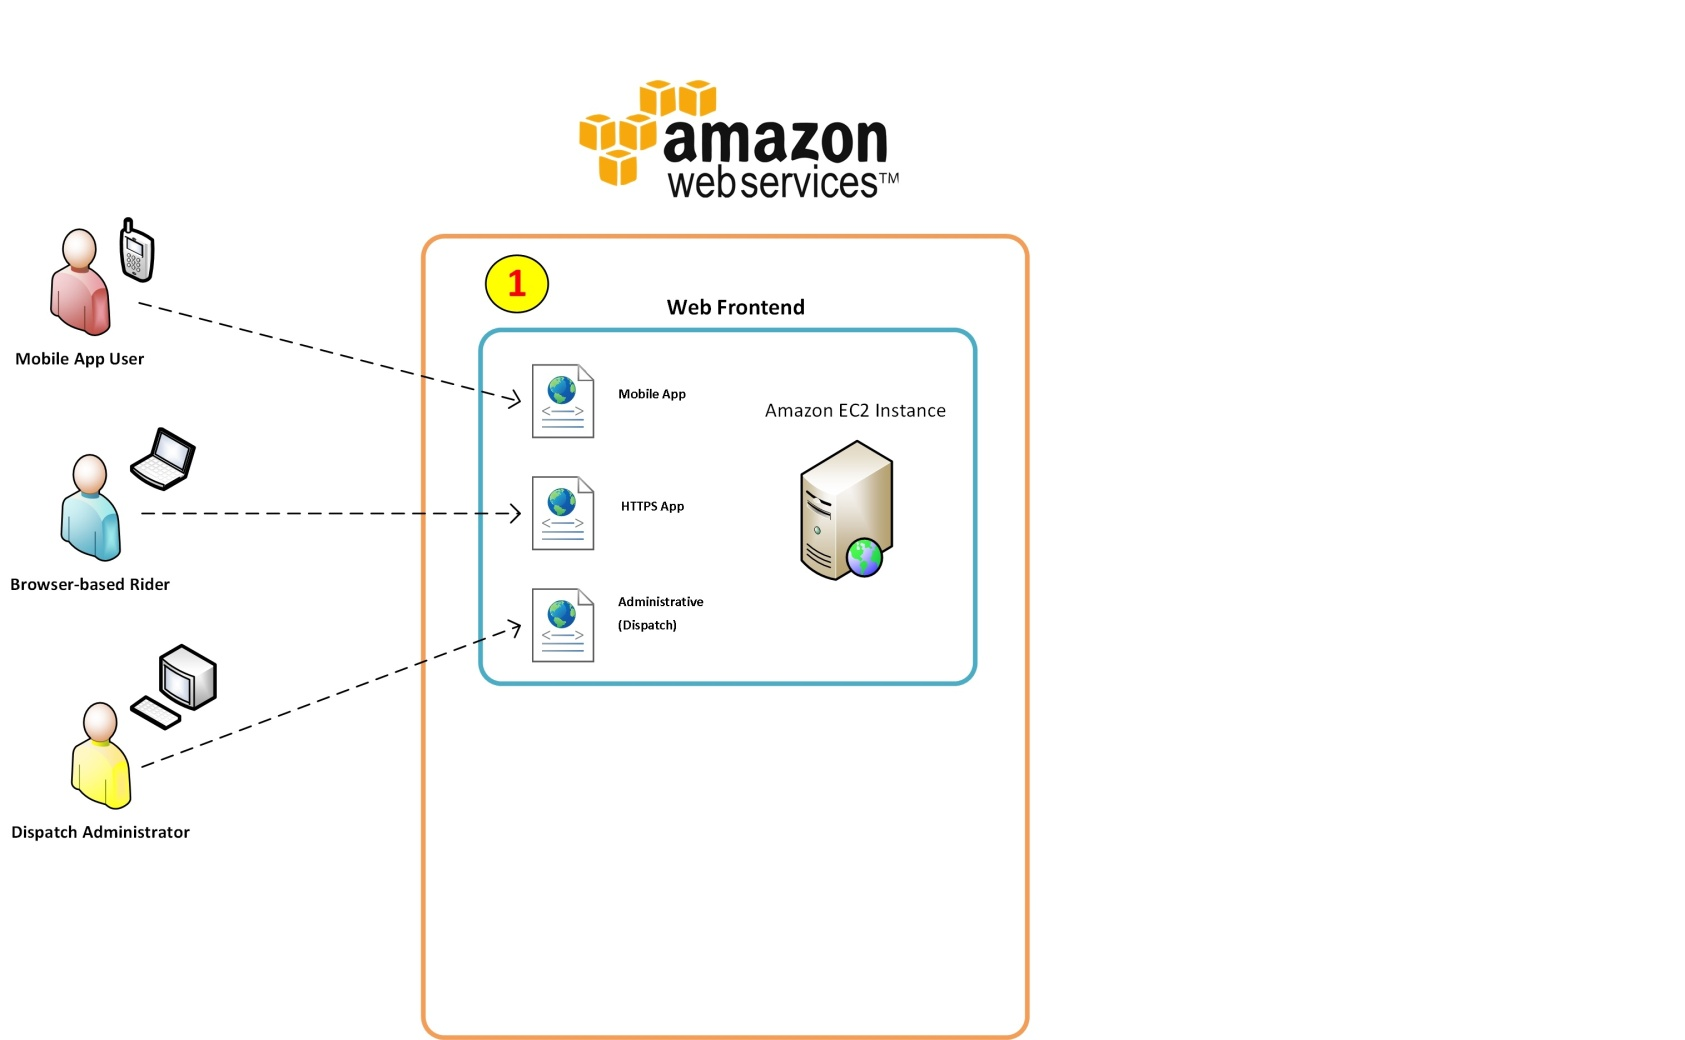 amazon
webservices™
1
Web Frontend
Mobile App User
Mobile App
Amazon EC2 Instance
HTTPS App
Browser-based Rider
Administrative
(Dispatch)
Dispatch Administrator